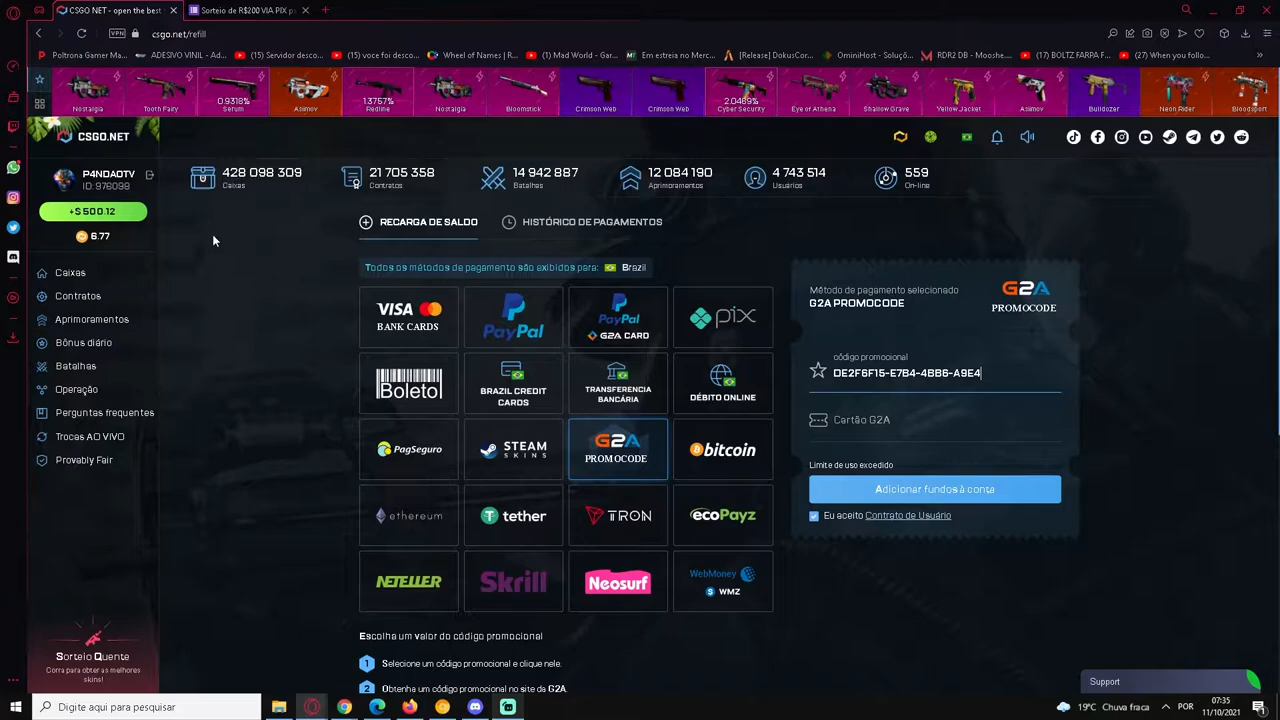 CSGO.NET - open the best
Sorteio de R$200 VIA PIX p
VPN
csgo.net/refill
Poltrona Gamer Ma...
ADESIVO VINIL - Ad...
(15) Servidor desco...
(15) voce foi desco...
Wheel of Names | R...
(1) Mad World - Gar...
Em estreia no Merc...
[Release] DokusCor...
OminiHost - Soluçõ...
RDR2 DB - Mooshe...
(17) BOLTZ FARPA F...
(27) When you follo...
Nostalgia
Tooth Fairy
0.9318%
Serum
Asimov
1.3757%
Redline
Nostalgia
Bloomstick
Crimson Web
Crimson Web
2.0489%
Cyber Security
Eye of Athena
Shallow Grave
Yellow Jacket
Asimov
Bulldozer
Neon Rider
Bloodsport
CSGO.NET
P4NDAOTV
ID: 976098
+$ 500.12
6.77
428 098 309
Caixas
21 705 358
Contratos
14 942 887
Batalhas
12 084 190
Aprimoramentos
4 743 514
Usuários
559
On-line
Caixas
Contratos
Aprimoramentos
Bônus diário
Batalhas
Operação
Perguntas frequentes
Trocas AO VIVO
Provably Fair
Sorteio Quente
Corra para obter as melhores
skins!
RECARGA DE SALDO
HISTÓRICO DE PAGAMENTOS
Todos os métodos de pagamento são exibidos para:
Brazil
VISA
BANK CARDS
PayPal
PayPal
G2A CARD
pix
Boleto
BRAZIL CREDIT
CARDS
TRANSFERENCIA
BANCÁRIA
DÉBITO ONLINE
PagSeguro
STEAM
SKINS
G2A
PROMOCODE
bitcoin
ethereum
tether
TRON
ecoPayz
NETELLER
Skrill
Neosurf
WebMoney
WMZ
Método de pagamento selecionado
G2A PROMOCODE
G2A
PROMOCODE
código promocional
DE2F6F15-E7B4-4BB6-A9E4
Cartão G2A
Limite de uso excedido
Adicionar fundos à conta
Eu aceito Contrato de Usuário
Escolha um valor do código promocional
1 Selecione um código promocional e clique nele.
2 Obtenha um código promocional no site da G2A.
Support
Digite aqui para pesquisar
19°C Chuva fraca
POR
07:35
11/10/2021
1